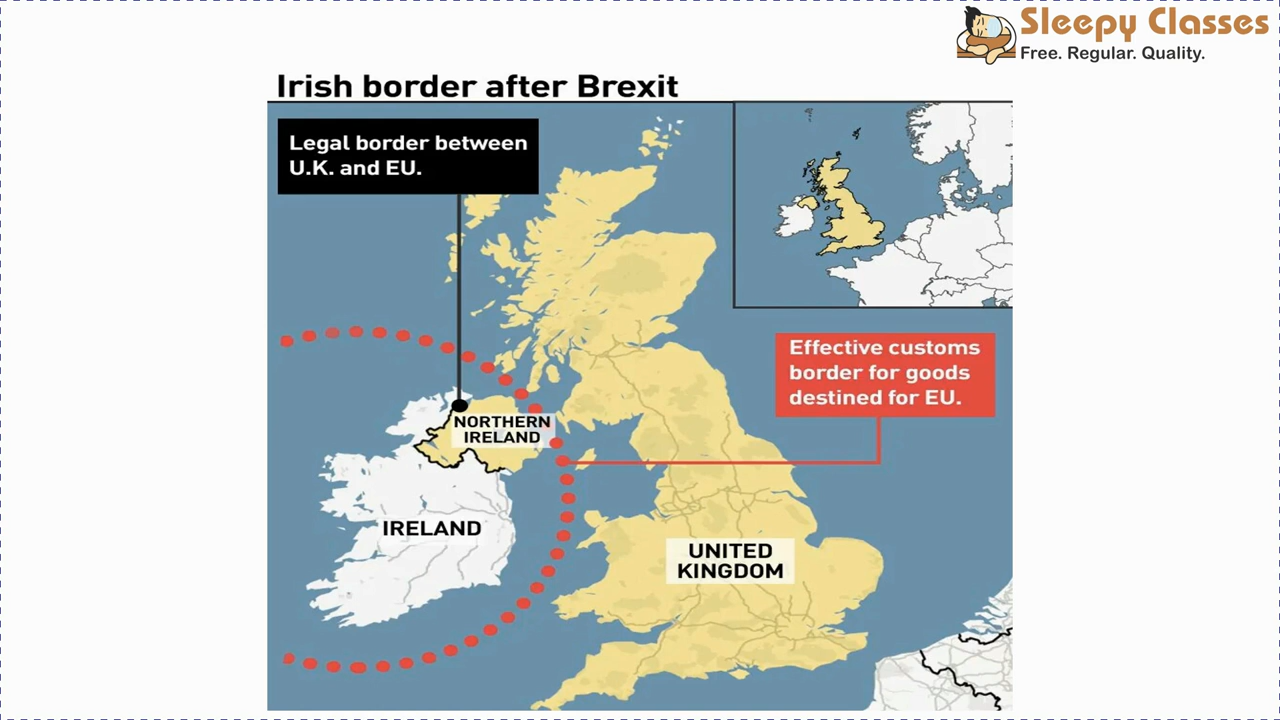 Sleepy Classes
Free. Regular. Quality.
Irish border after Brexit
Legal border between
U.K. and EU.
Effective customs
border for goods
destined for EU.
NORTHERN
IRELAND
IRELAND
UNITED
KINGDOM